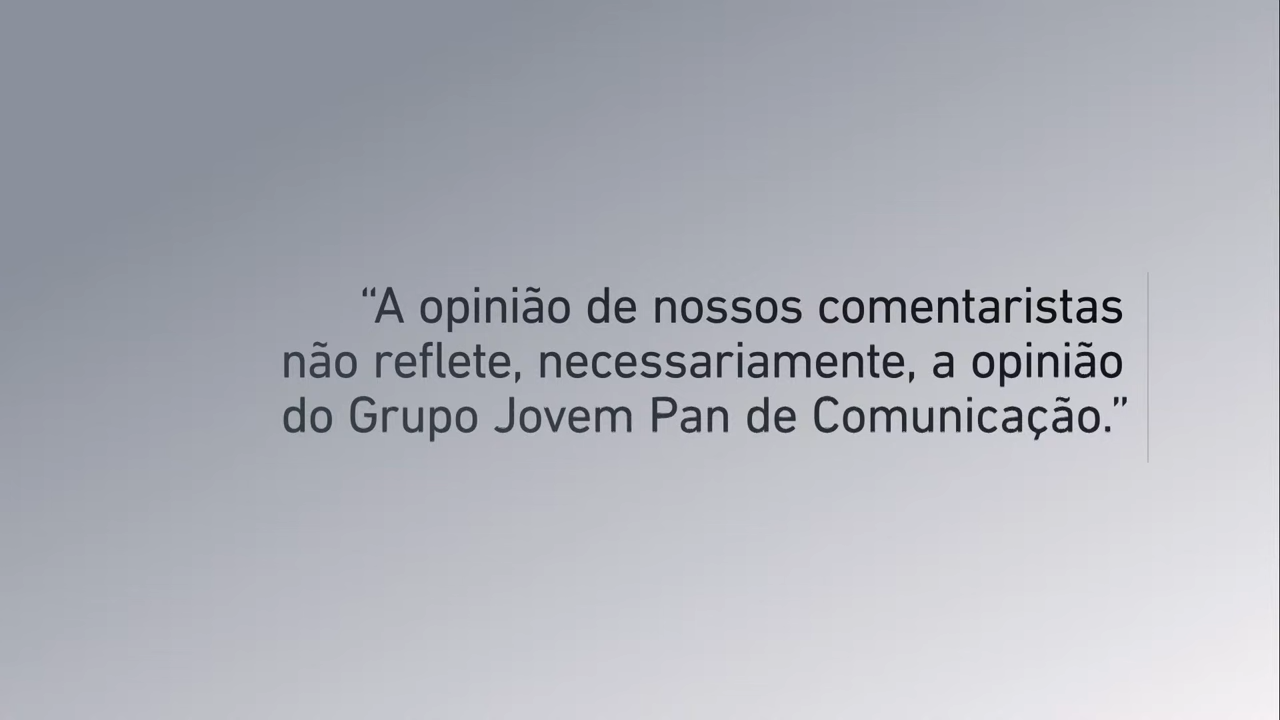 “A opinião de nossos comentaristas
não reflete, necessariamente, a opinião
do Grupo Jovem Pan de Comunicação.”